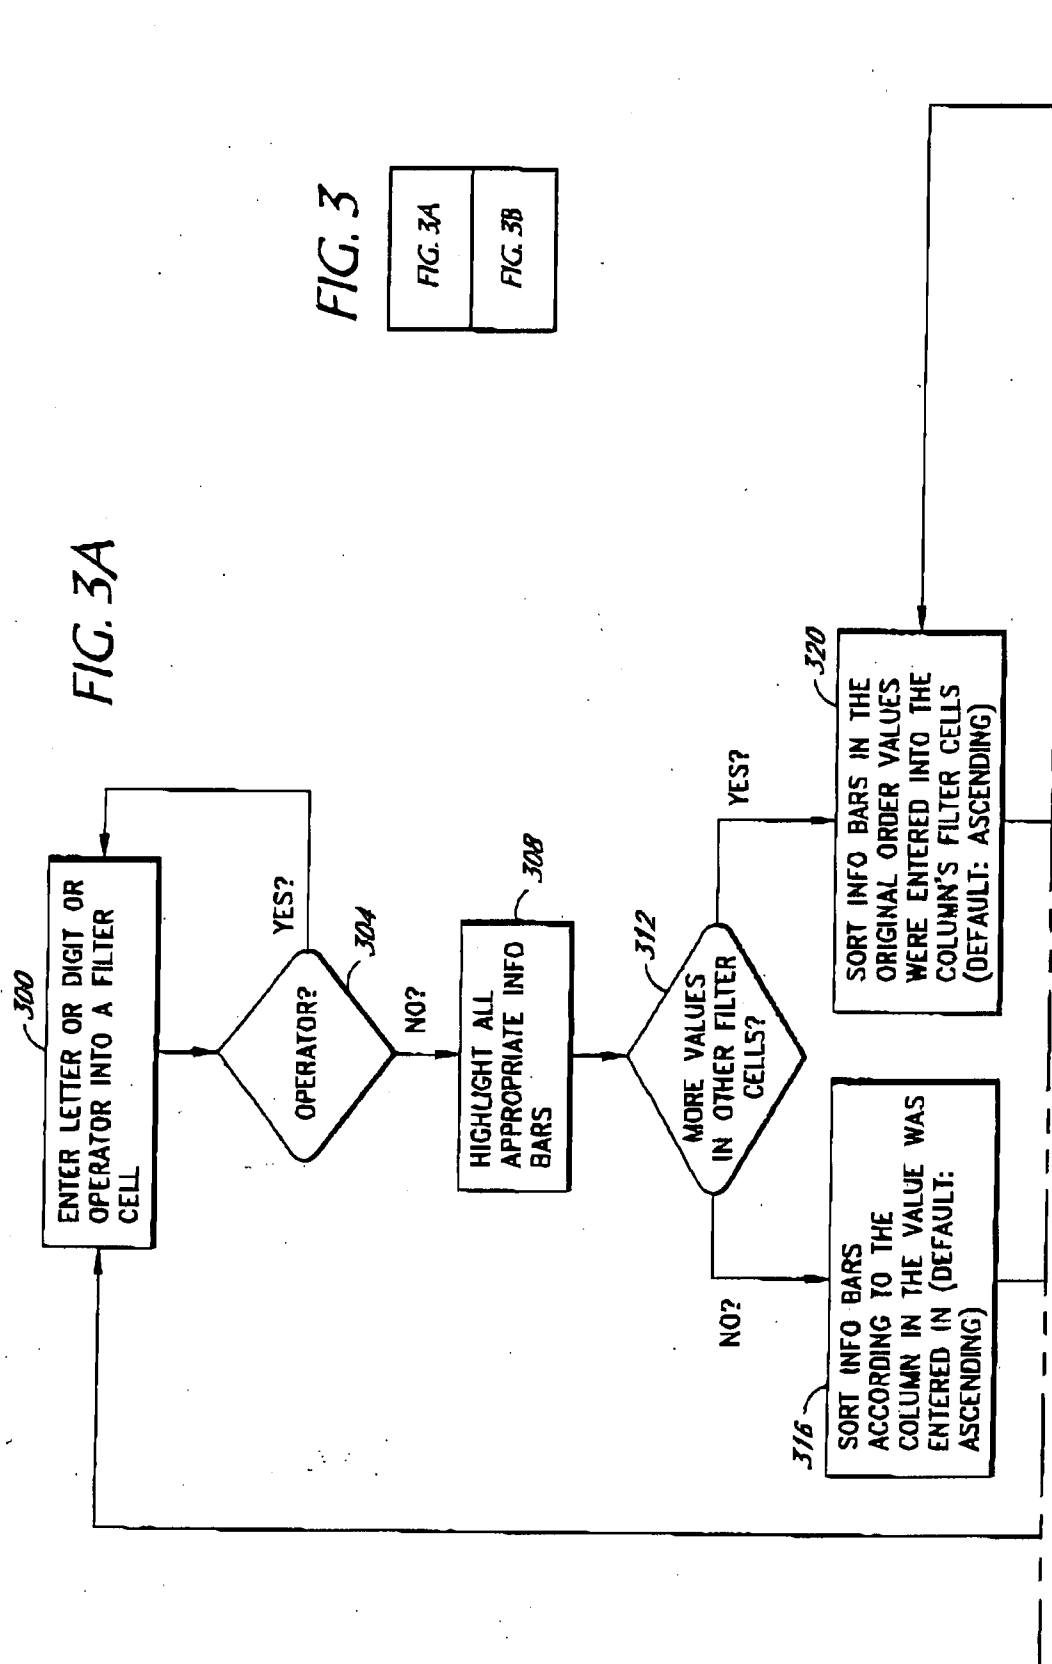 FIG. 3A
FIG. 3
FIG. 3A
FIG. 3B
300
ENTER LETTER OR DIGIT OR
OPERATOR INTO A FILTER
CELL
OPERATOR?
304
YES?
NO?
308
HIGHLIGHT ALL
APPROPRIATE INFO
BARS
312
MORE VALUES
IN OTHER FILTER
CELLS?
NO?
YES?
316
SORT INFO BARS
ACCORDING TO THE
COLUMN IN THE VALUE WAS
ENTERED IN (DEFAULT:
ASCENDING)
320
SORT INFO BARS IN THE
ORIGINAL ORDER VALUES
WERE ENTERED INTO THE
COLUMN'S FILTER CELLS
(DEFAULT: ASCENDING)